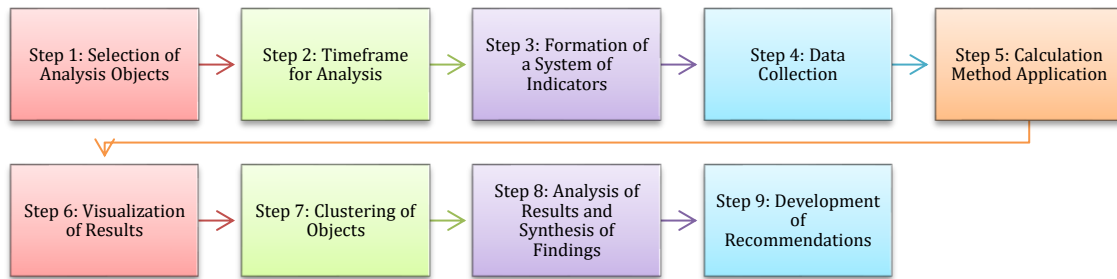 Step 1: Selection of
Analysis Objects
Step 2: Timeframe
for Analysis
Step 3: Formation of
a System of
Indicators
Step 4: Data
Collection
Step 5: Calculation
Method Application
Step 6: Visualization
of Results
Step 7: Clustering of
Objects
Step 8: Analysis of
Results and
Synthesis of
Findings
Step 9: Development
of
Recommendations